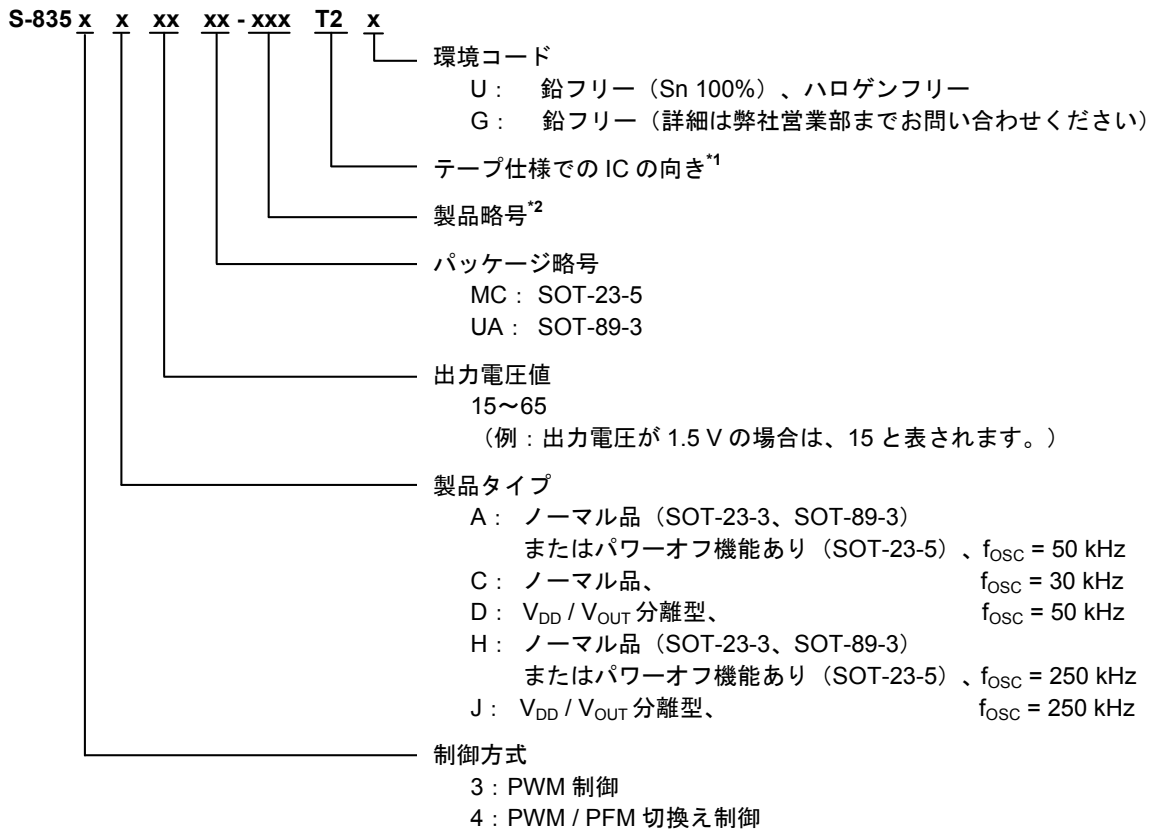 S-835 x x xx xx - xxx T2 x
環境コード
U： 鉛フリー（Sn 100%）、ハロゲンフリー
G： 鉛フリー（詳細は弊社営業部までお問い合わせください）
テープ仕様での IC の向き*1
製品略号*2
パッケージ略号
MC： SOT-23-5
UA： SOT-89-3
出力電圧値
15～65
（例：出力電圧が 1.5 V の場合は、15 と表されます。）
製品タイプ
A： ノーマル品（SOT-23-3、SOT-89-3）
またはパワーオフ機能あり（SOT-23-5）、fOSC = 50 kHz
C： ノーマル品、 fOSC = 30 kHz
D： VDD / VOUT 分離型、 fOSC = 50 kHz
H： ノーマル品（SOT-23-3、SOT-89-3）
またはパワーオフ機能あり（SOT-23-5）、fOSC = 250 kHz
J： VDD / VOUT 分離型、 fOSC = 250 kHz
制御方式
3：PWM 制御
4：PWM / PFM 切換え制御